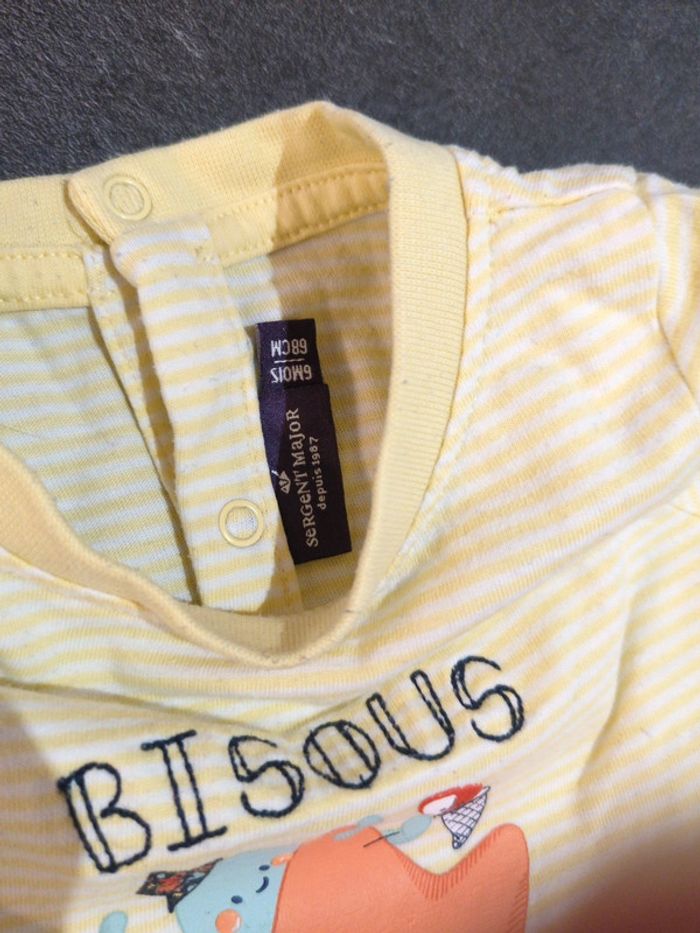 6MOIS
68CM
SeRGeNT MaJoR
depuis 1987
BISOUS